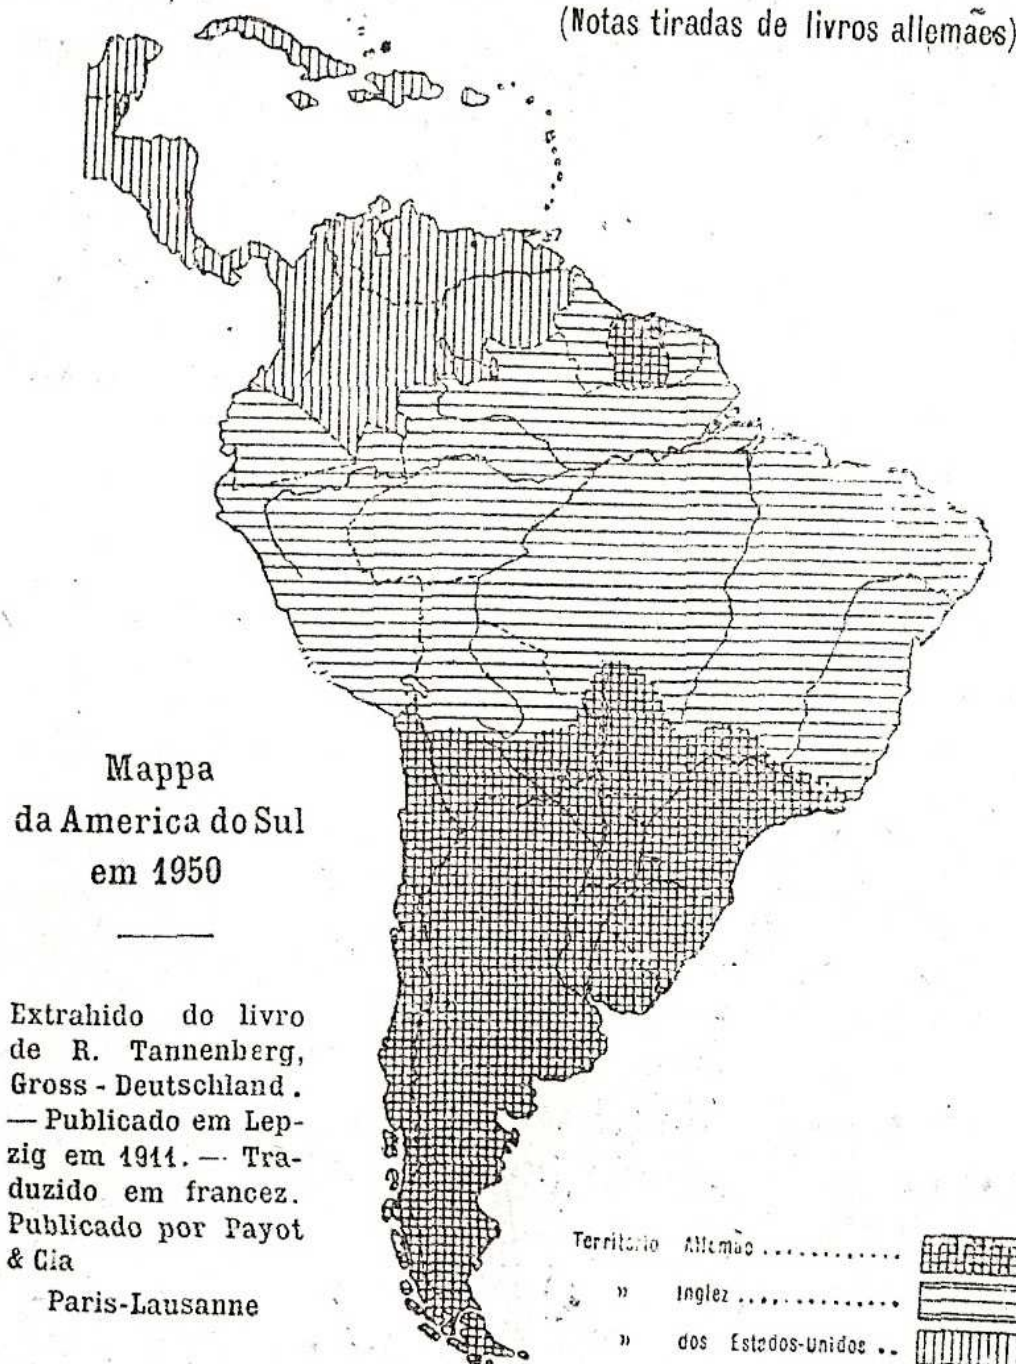 (Notas tiradas de livros allemães)
Mappa
da America do Sul
em 1950
Extrahido do livro
de R. Tannenberg,
Gross - Deutschland .
— Publicado em Lep-
zig em 1911. — Tra-
duzido em francez.
Publicado por Payot
& Cia
Paris-Lausanne
Territorio Allemão ............
» Inglez ...............
» dos Estados-Unidos ..